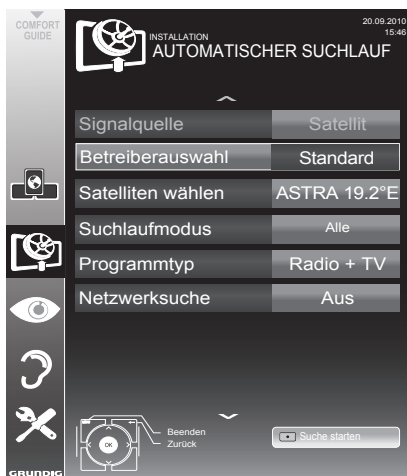 COMFORT
GUIDE
20.09.2010
15:46
INSTALLATION
AUTOMATISCHER SUCHLAUF
Signalquelle Satellit
Betreiberauswahl Standard
Satelliten wählen ASTRA 19.2°E
Suchlaufmodus Alle
Programmtyp Radio + TV
Netzwerksuche Aus
OK
Beenden
Zurück
Suche starten
GRUNDIG